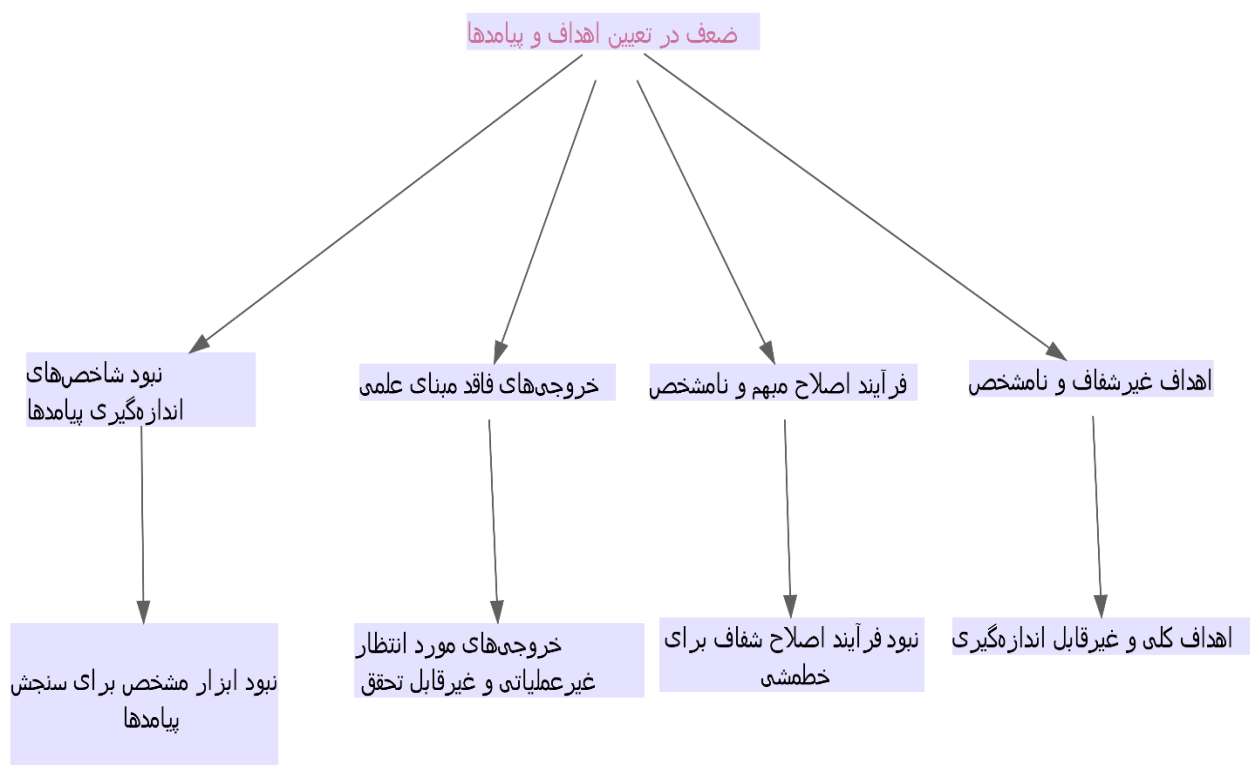 ضعف در تعیین اهداف و پیامدها
اهداف غیرشفاف و نامشخص
فرآیند اصلاح مبهم و نامشخص
خروجی‌های فاقد مبنای علمی
نبود شاخص‌های
اندازه‌گیری پیامدها
اهداف کلی و غیرقابل اندازه‌گیری
نبود فرآیند اصلاح شفاف برای
خطمشی
خروجی‌های مورد انتظار
غیرعملیاتی و غیرقابل تحقق
نبود ابزار مشخص برای سنجش
پیامدها